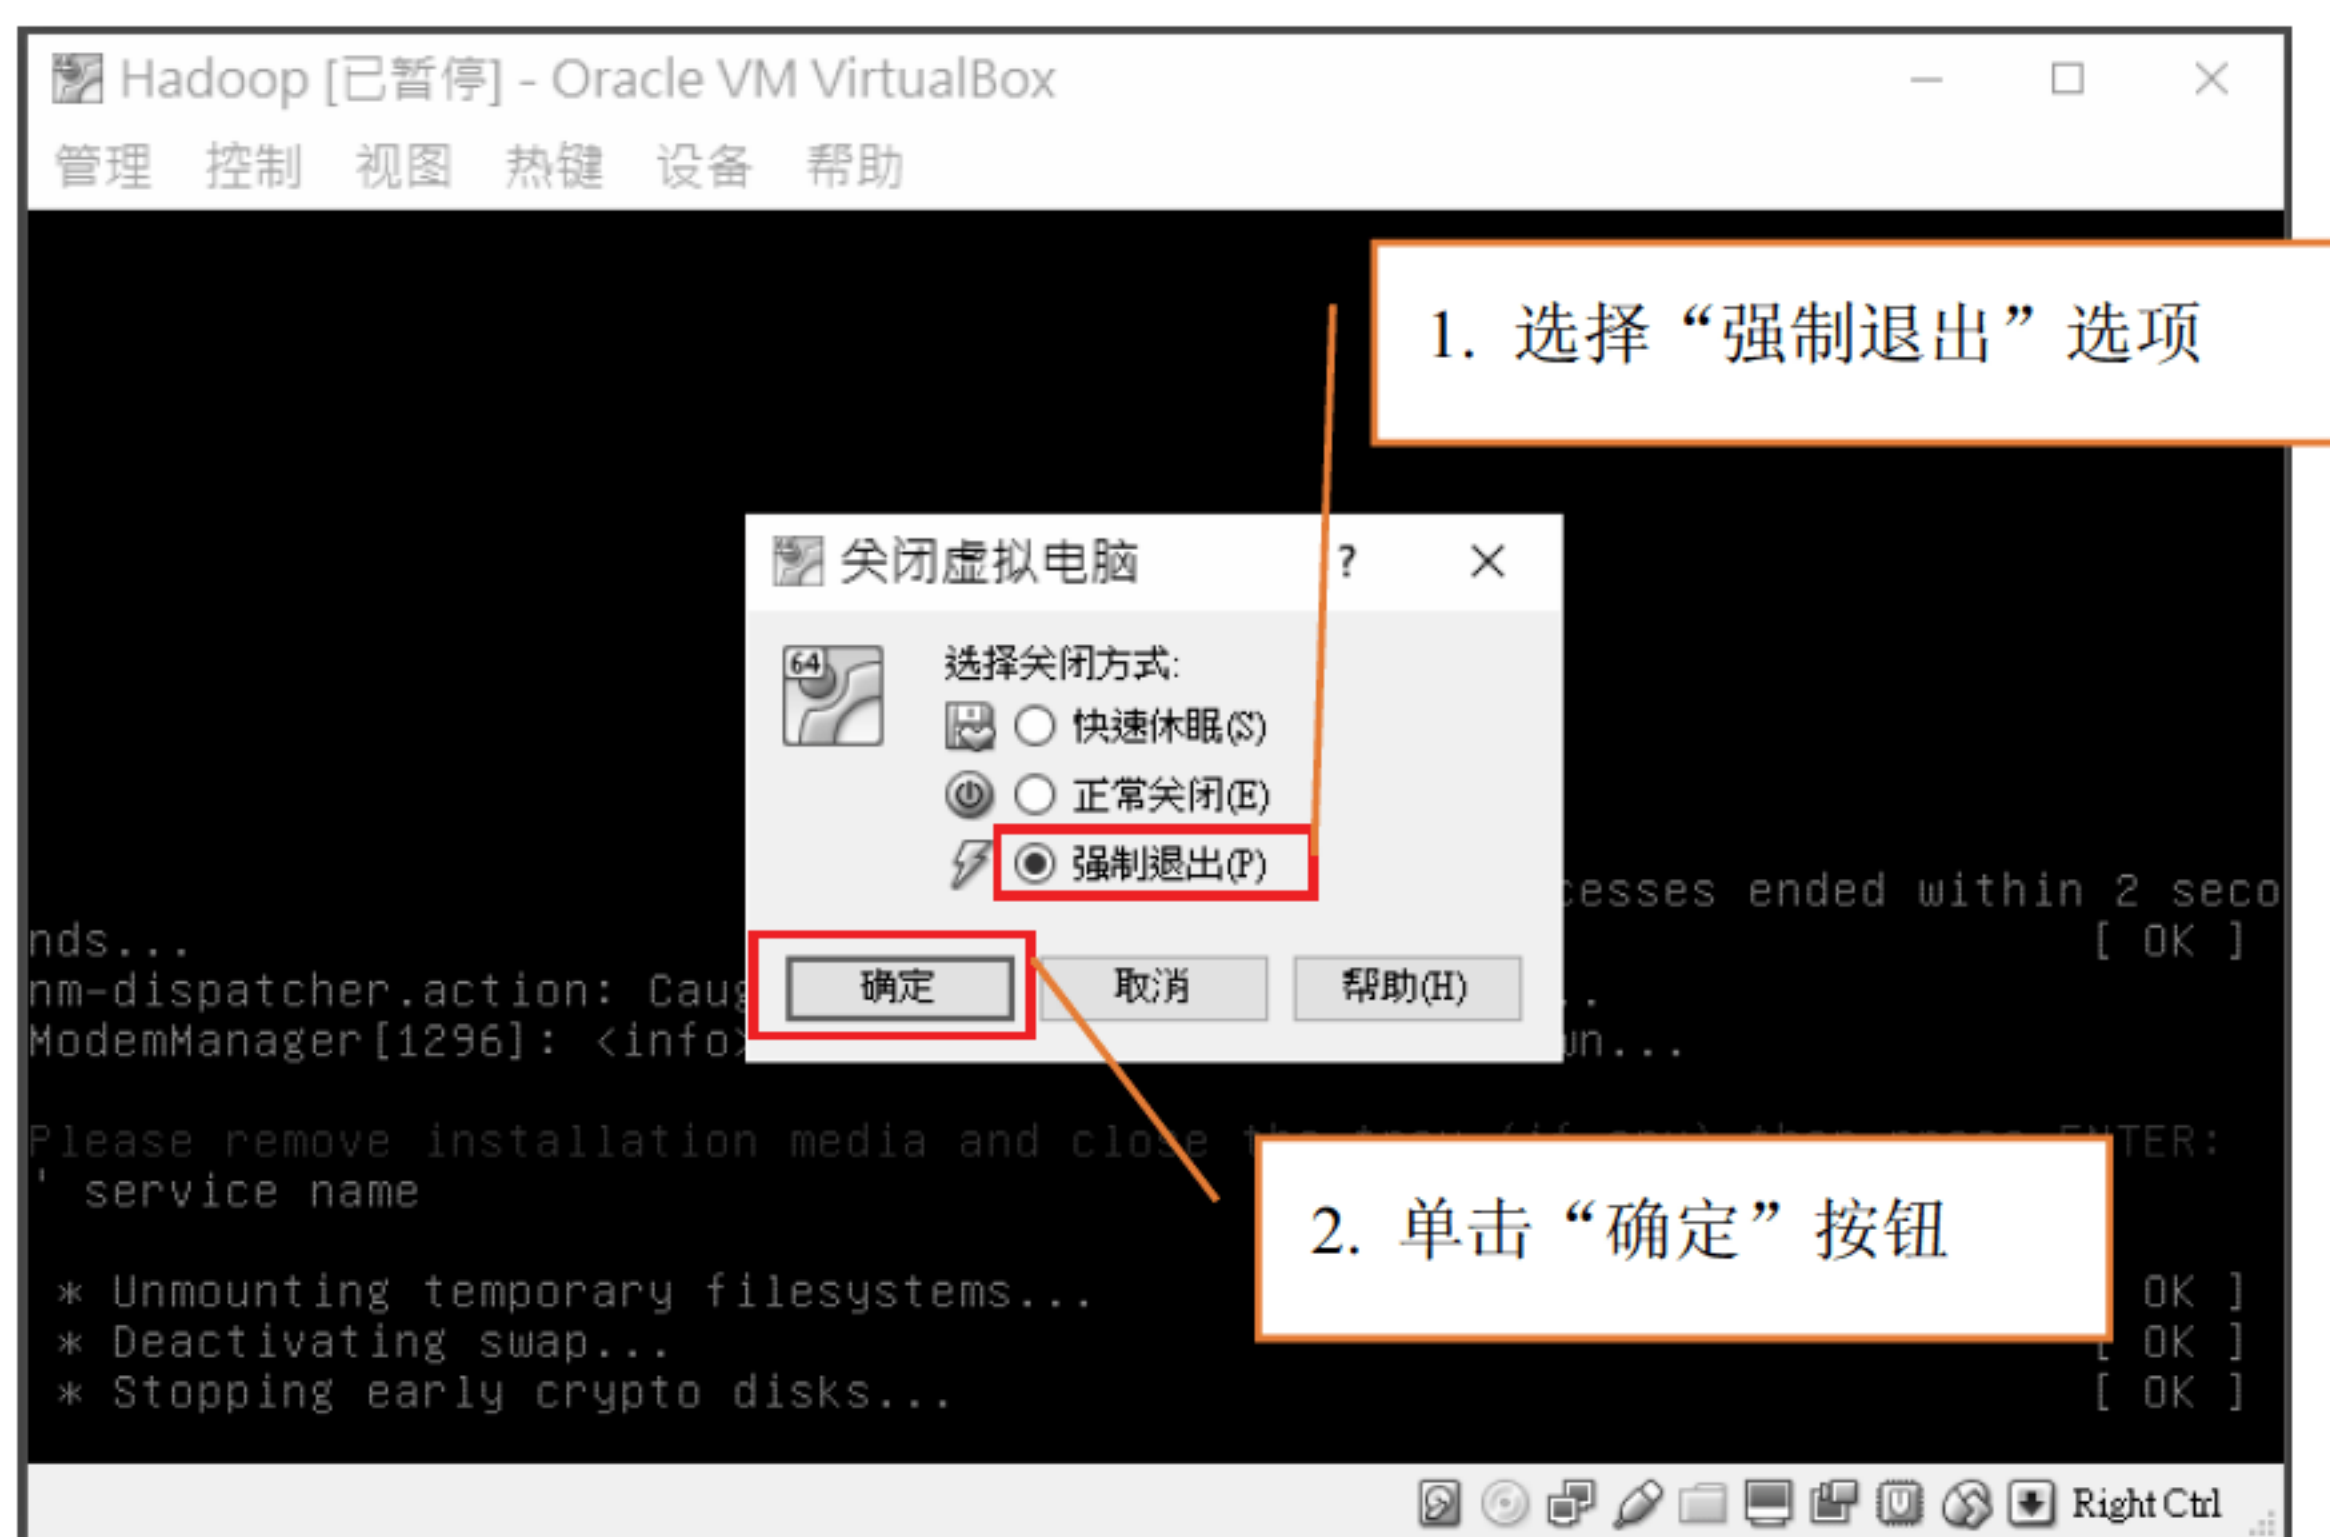 Hadoop [已暂停] - Oracle VM VirtualBox
管理 控制 视图 热键 设备 帮助
1. 选择“强制退出”选项
关闭虚拟电脑 ?
64
选择关闭方式:
快速休眠(S)
正常关闭(E)
强制退出(P)
cesses ended within 2 seco
nds... [ OK ]
确定 取消 帮助(H)
nm-dispatcher.action: Caug ..
ModemManager[1296]: <info> wn...
Please remove installation media and close ENTER:
' service name
2. 单击“确定”按钮
* Unmounting temporary filesystems... OK ]
* Deactivating swap... [ OK ]
* Stopping early crypto disks... [ OK ]
Right Ctrl